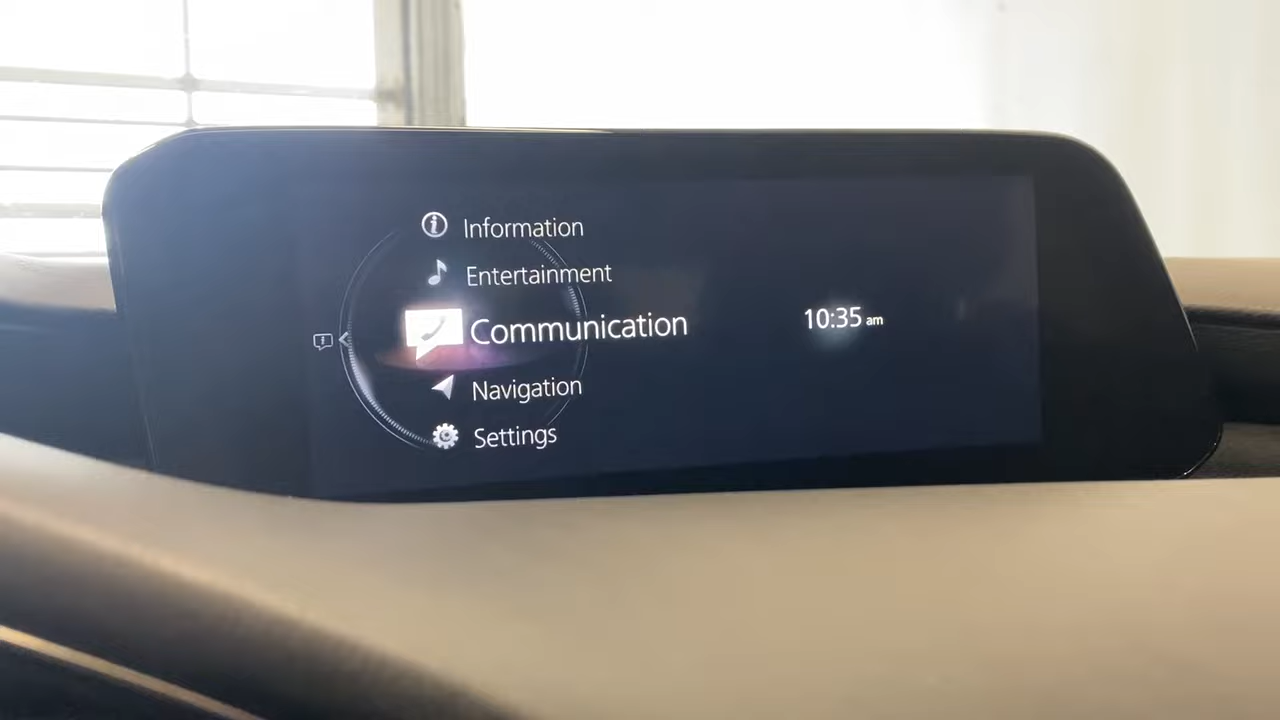 Information
Entertainment
Communication
10:35 am
Navigation
Settings